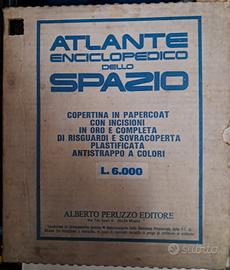 ATLANTE
ENCICLOPEDICO
DELLO
SPAZIO
COPERTINA IN PAPERCOAT
CON INCISIONI
IN ORO E COMPLETA
DI RISGUARDI E SOVRACOPERTA
PLASTIFICATA
ANTISTRAPPO A COLORI
L. 6.000
ALBERTO PERUZZO EDITORE
subito